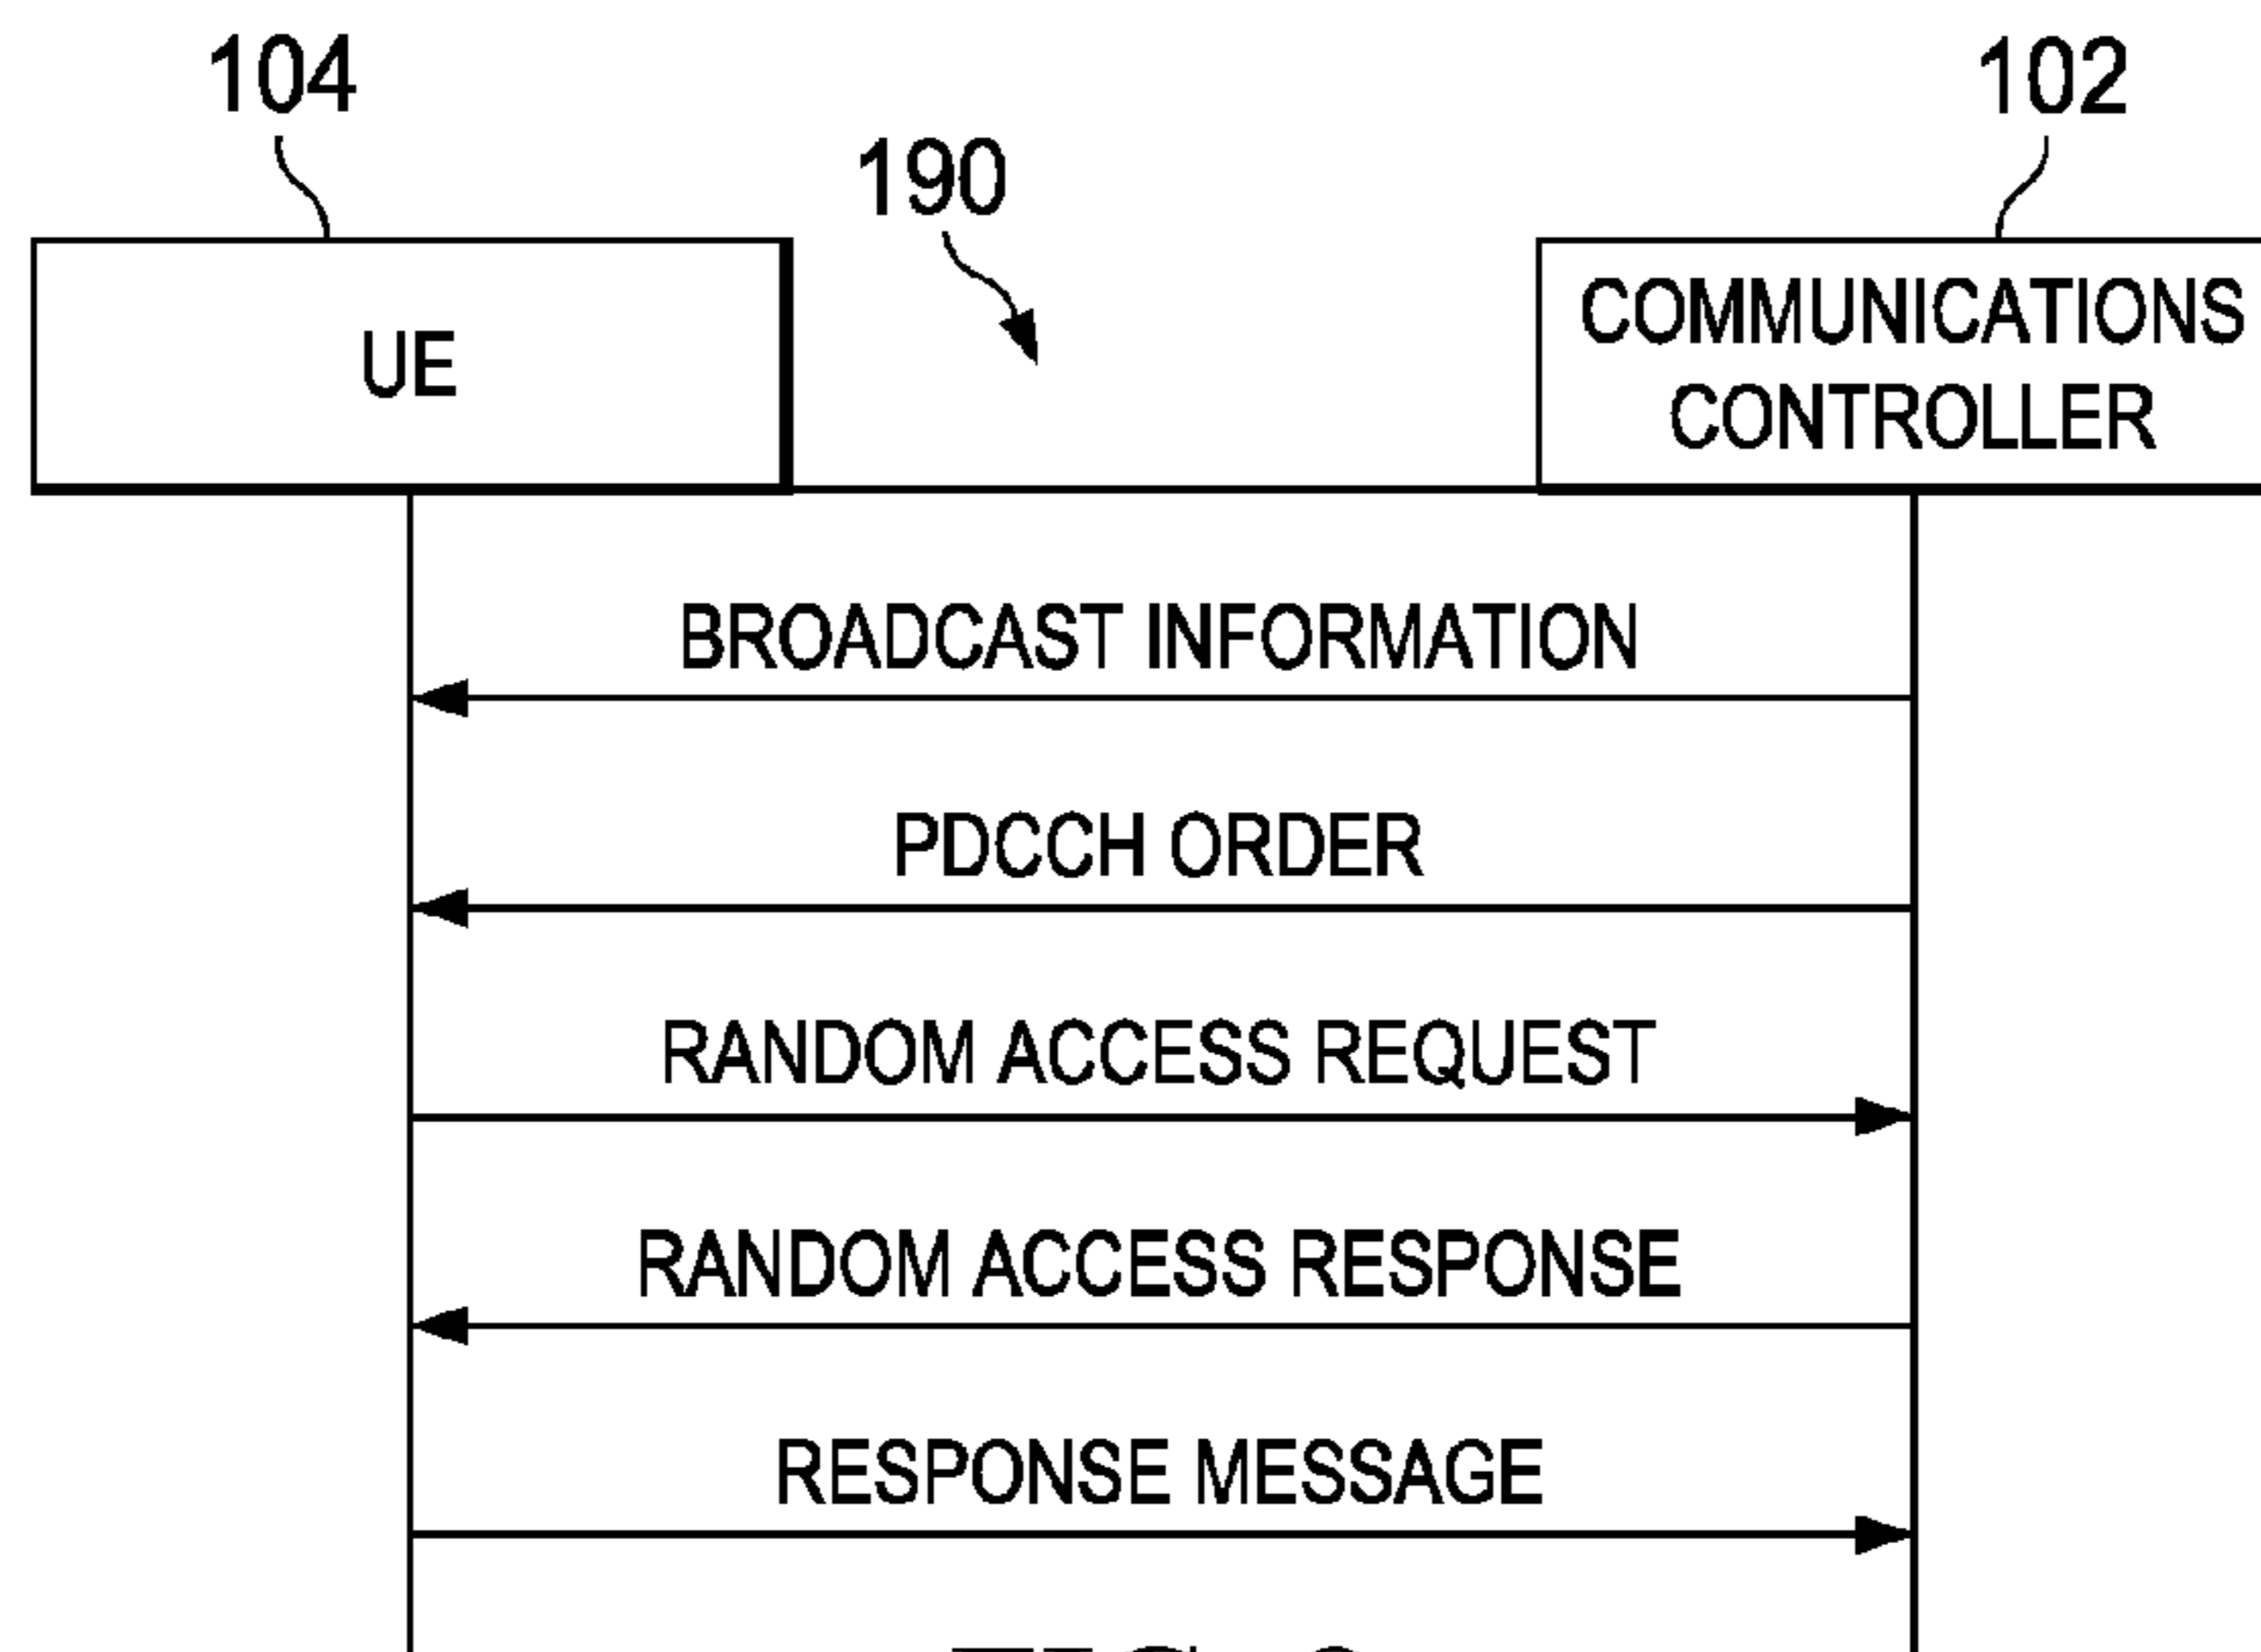 104
102
190
UE
COMMUNICATIONS
CONTROLLER
BROADCAST INFORMATION
PDCCH ORDER
RANDOM ACCESS REQUEST
RANDOM ACCESS RESPONSE
RESPONSE MESSAGE